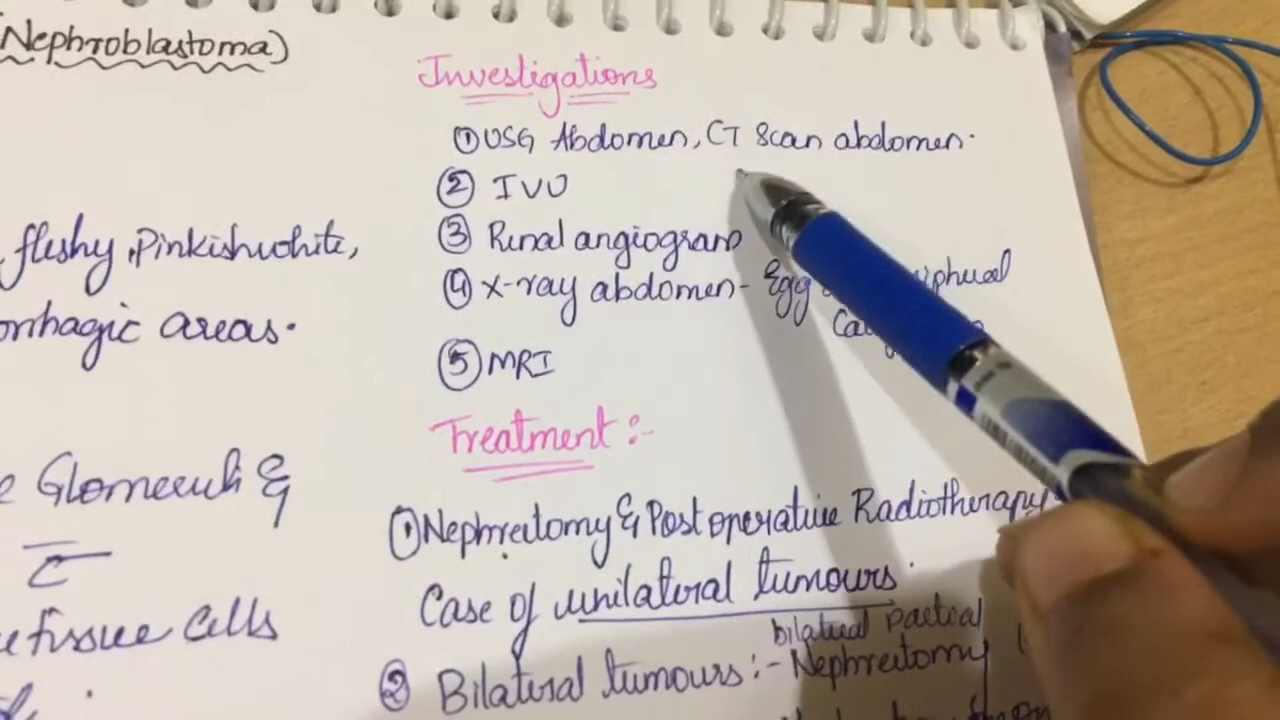 (Nephroblastoma)
fleshy, Pinkishwhite,
orrhagic areas.
Glomeruli &
c
tissue cells
Investigations
① USG Abdomen, CT Scan abdomen.
② IVU
③ Renal angiogram
④ X-ray abdomen- Egg
⑤ MRI
Treatment :-
① Nephrectomy & Post operative Radiotherapy
Case of unilateral tumours.
bilateral partial
② Bilateral tumours :- Nephrectomy